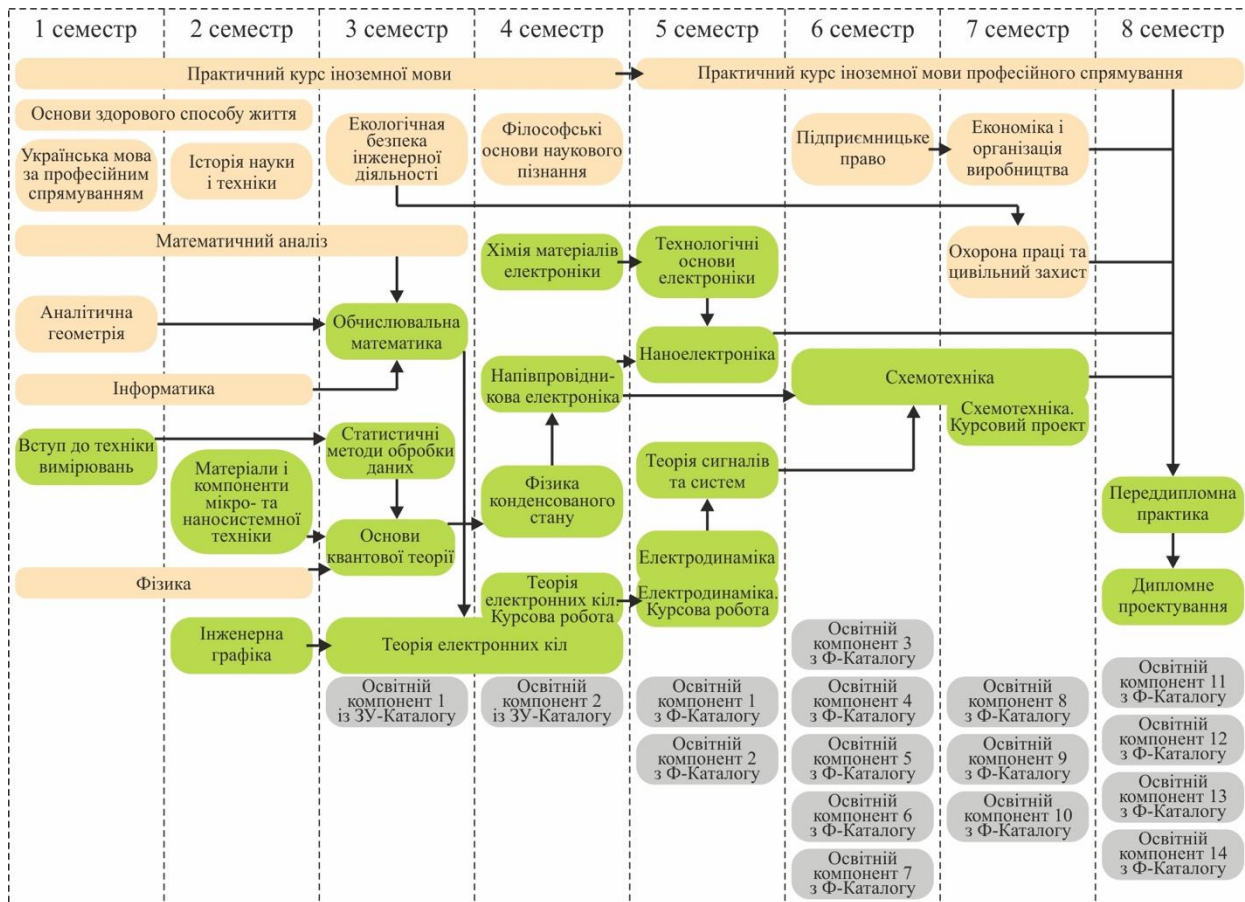 1 семестр
2 семестр
3 семестр
4 семестр
5 семестр
6 семестр
7 семестр
8 семестр
Практичний курс іноземної мови
Практичний курс іноземної мови професійного спрямування
Основи здорового способу життя
Українська мова
за професійним
спрямуванням
Історія науки
і техніки
Екологічная
безпека
інженерної
діяльності
Філософські
основи наукового
пізнання
Підприємницьке
право
Економіка і
організація
виробництва
Математичний аналіз
Хімія матеріалів
електроніки
Технологічні
основи
електроніки
Охорона праці та
цивільний захист
Аналітична
геометрія
Обчислювальна
математика
Наноелектроніка
Інформатика
Напівпровідни-
кова електроніка
Схемотехніка
Схемотехніка.
Курсовий проект
Вступ до техніки
вимірювань
Статистичні
методи обробки
даних
Матеріали і
компоненти
мікро- та
наносистемної
техніки
Фізика
конденсованого
стану
Теорія сигналів
та систем
Переддипломна
практика
Основи
квантової теорії
Електродинаміка
Фізика
Теорія
електронних кіл.
Курсова робота
Електродинаміка.
Курсова робота
Дипломне
проектування
Інженерна
графіка
Теорія електронних кіл
Освітній
компонент 1
із ЗУ-Каталогу
Освітній
компонент 2
із ЗУ-Каталогу
Освітній
компонент 1
з Ф-Каталогу
Освітній
компонент 2
з Ф-Каталогу
Освітній
компонент 3
з Ф-Каталогу
Освітній
компонент 4
з Ф-Каталогу
Освітній
компонент 5
з Ф-Каталогу
Освітній
компонент 6
з Ф-Каталогу
Освітній
компонент 7
з Ф-Каталогу
Освітній
компонент 8
з Ф-Каталогу
Освітній
компонент 9
з Ф-Каталогу
Освітній
компонент 10
з Ф-Каталогу
Освітній
компонент 11
з Ф-Каталогу
Освітній
компонент 12
з Ф-Каталогу
Освітній
компонент 13
з Ф-Каталогу
Освітній
компонент 14
з Ф-Каталогу